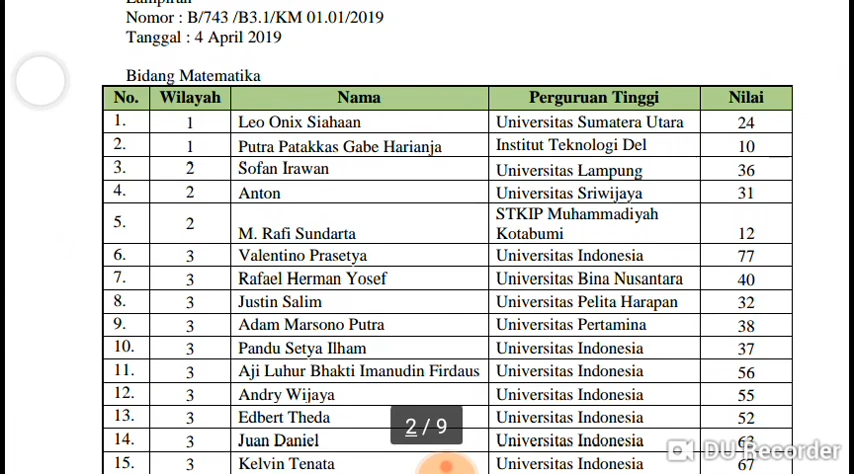 Lampiran
Nomor : B/743 /B3.1/KM 01.01/2019
Tanggal : 4 April 2019
Bidang Matematika
No. Wilayah Nama Perguruan Tinggi Nilai
1. 1 Leo Onix Siahaan Universitas Sumatera Utara 24
2. 1 Putra Patakkas Gabe Harianja Institut Teknologi Del 10
3. 2 Sofan Irawan Universitas Lampung 36
4. 2 Anton Universitas Sriwijaya 31
5. 2 M. Rafi Sundarta STKIP Muhammadiyah
Kotabumi 12
6. 3 Valentino Prasetya Universitas Indonesia 77
7. 3 Rafael Herman Yosef Universitas Bina Nusantara 40
8. 3 Justin Salim Universitas Pelita Harapan 32
9. 3 Adam Marsono Putra Universitas Pertamina 38
10. 3 Pandu Setya Ilham Universitas Indonesia 37
11. 3 Aji Luhur Bhakti Imanudin Firdaus Universitas Indonesia 56
12. 3 Andry Wijaya Universitas Indonesia 55
13. 3 Edbert Theda Universitas Indonesia 52
14. 3 Juan Daniel Universitas Indonesia 63
15. 3 Kelvin Tenata Universitas Indonesia 67
2 / 9
DU Recorder